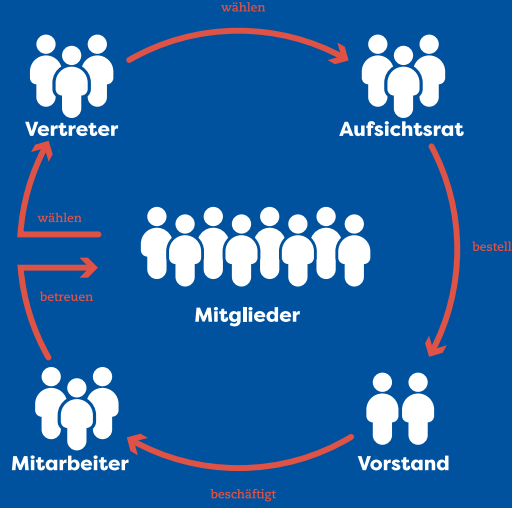 wählen
Vertreter
Aufsichtsrat
wählen
bestell
betreuen
Mitglieder
Mitarbeiter
Vorstand
beschäftigt